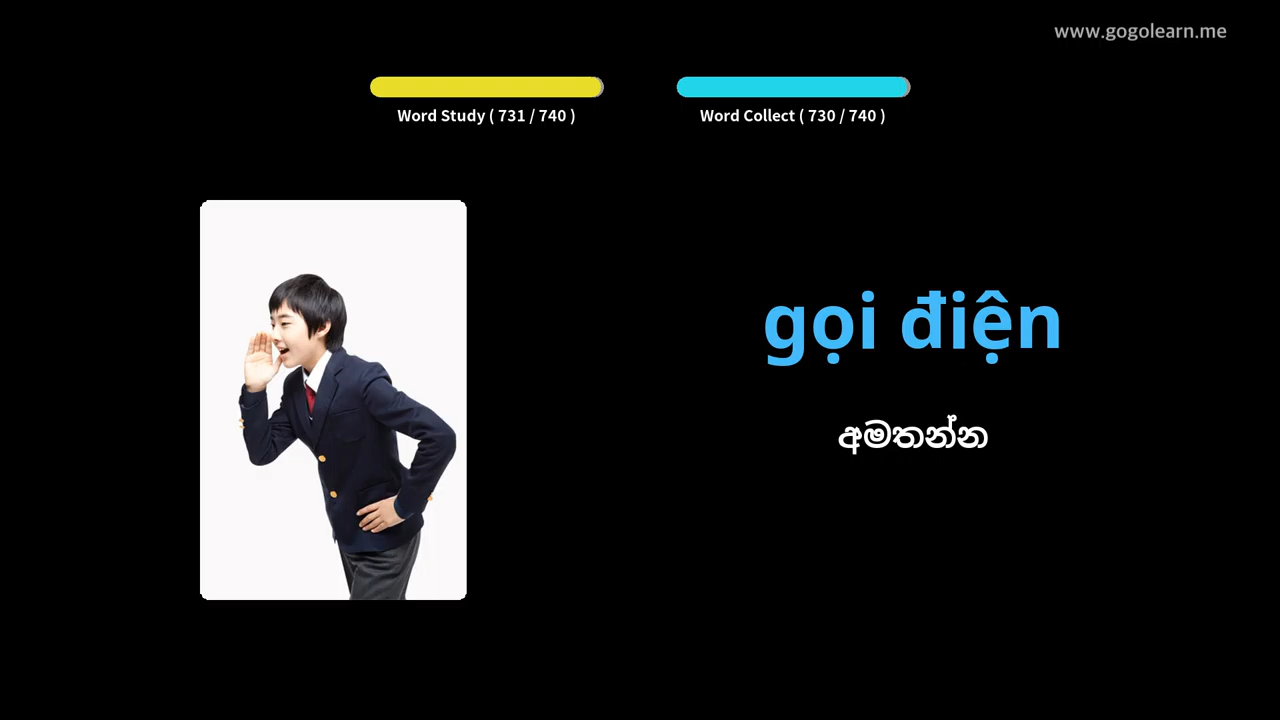 www.gogolearn.me
Word Study ( 731 / 740 )
Word Collect ( 730 / 740 )
gọi điện
අමතන්න